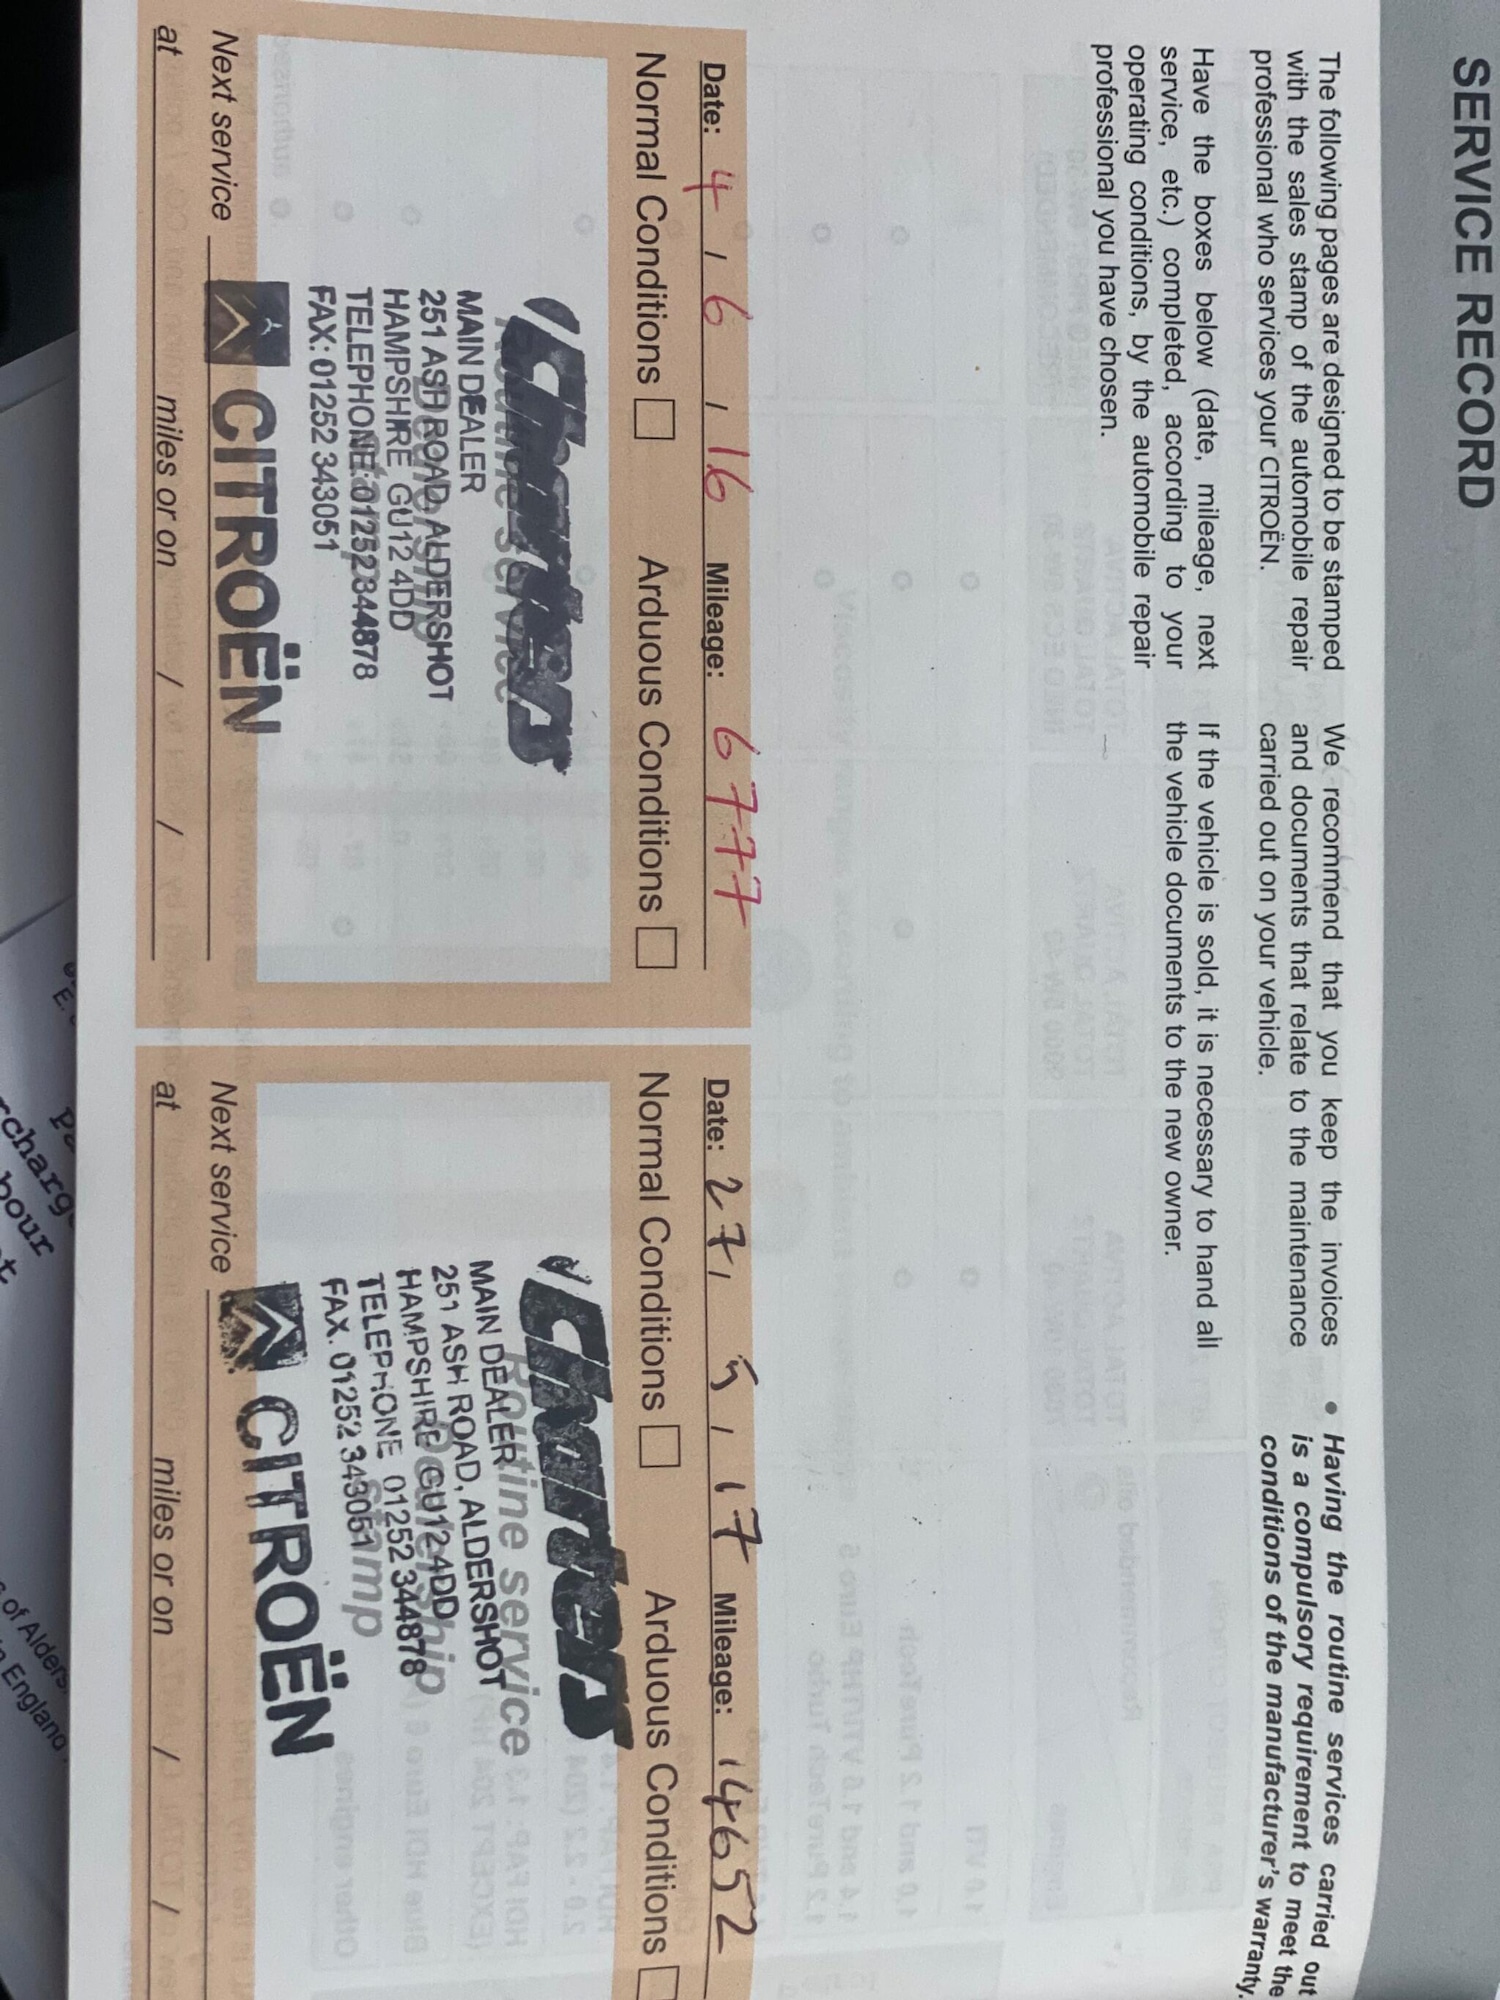 SERVICE RECORD
The following pages are designed to be stamped
with the sales stamp of the automobile repair
professional who services your CITROËN.
Have the boxes below (date, mileage, next
service, etc.) completed, according to your
operating conditions, by the automobile repair
professional you have chosen.
We recommend that you keep the invoices
and documents that relate to the maintenance
carried out on your vehicle.
If the vehicle is sold, it is necessary to hand all
the vehicle documents to the new owner.
• Having the routine services carried out
is a compulsory requirement to meet the
conditions of the manufacturer's warranty.
Date: 4 / 6 / 16 Mileage: 6777
Normal Conditions Arduous Conditions
Charters
Routine service
MAIN DEALER
251 ASH ROAD, ALDERSHOT
HAMPSHIRE GU12 4DD
TELEPHONE: 01252 344878
FAX: 01252 343051
CITROËN
Next service
at miles or on / /
Date: 27 / 5 / 17 Mileage: 14652
Normal Conditions Arduous Conditions
Charters
Routine service
MAIN DEALER
251 ASH ROAD, ALDERSHOT
Dealership
HAMPSHIRE GU12 4DD
TELEPHONE 01252 344878
stamp
FAX. 01252 343051
CITROËN
Next service
at miles or on / /
hour
of Alders
England